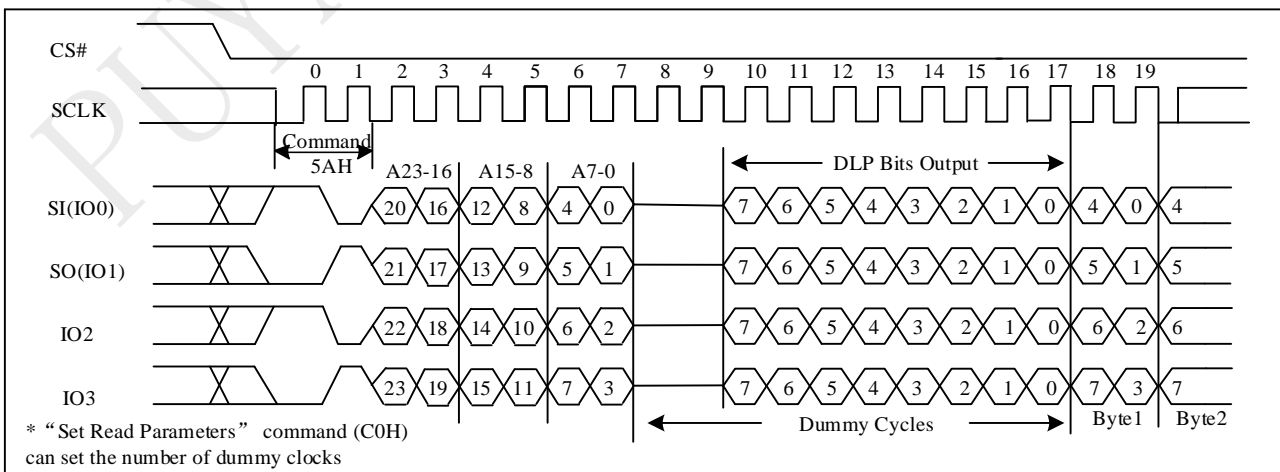 PUY
CS#
0 1 2 3 4 5 6 7 8 9 10 11 12 13 14 15 16 17 18 19
SCLK
Command
5AH
A23-16 A15-8 A7-0
DLP Bits Output
SI(IO0) 20 16 12 8 4 0 7 6 5 4 3 2 1 0 4 0 4
SO(IO1) 21 17 13 9 5 1 7 6 5 4 3 2 1 0 5 1 5
IO2 22 18 14 10 6 2 7 6 5 4 3 2 1 0 6 2 6
IO3 23 19 15 11 7 3 7 6 5 4 3 2 1 0 7 3 7
Dummy Cycles Byte1 Byte2
* “Set Read Parameters” command (C0H)
can set the number of dummy clocks